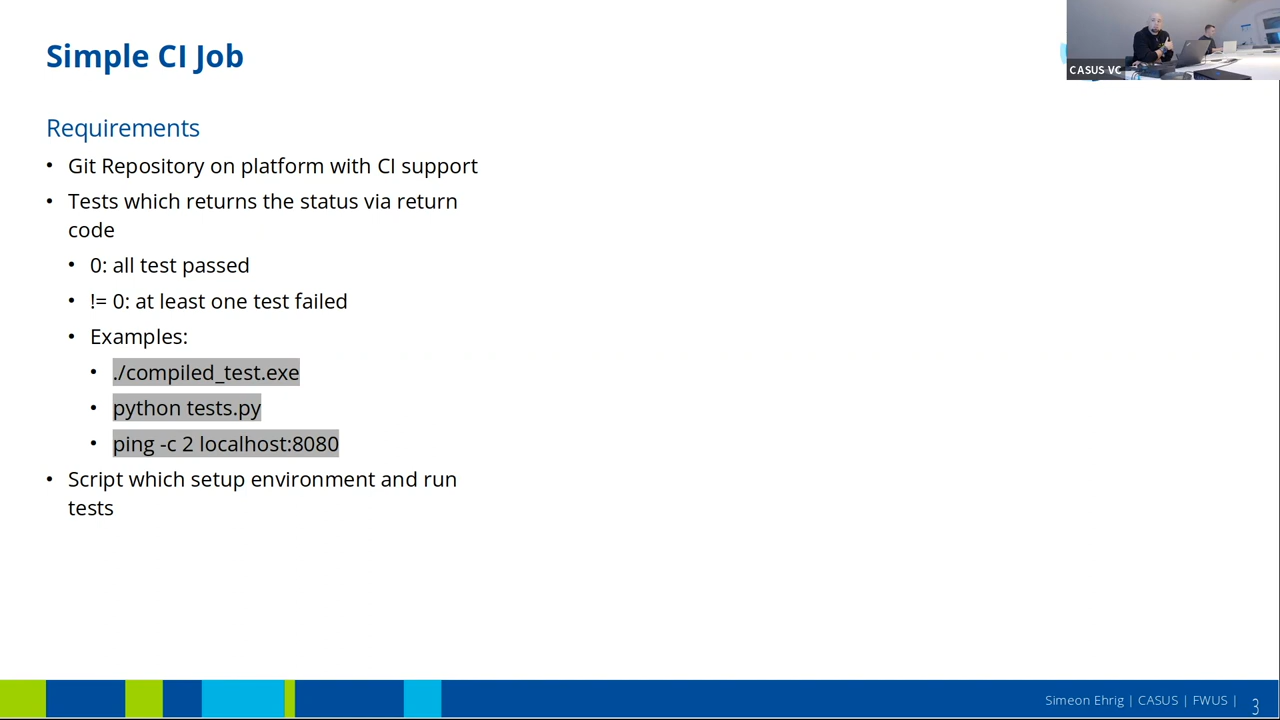 Simple CI Job
CASUS VC
Requirements
• Git Repository on platform with CI support
• Tests which returns the status via return
code
• 0: all test passed
• != 0: at least one test failed
• Examples:
• ./compiled_test.exe
• python tests.py
• ping -c 2 localhost:8080
• Script which setup environment and run
tests
Simeon Ehrig | CASUS | FWUS | 3